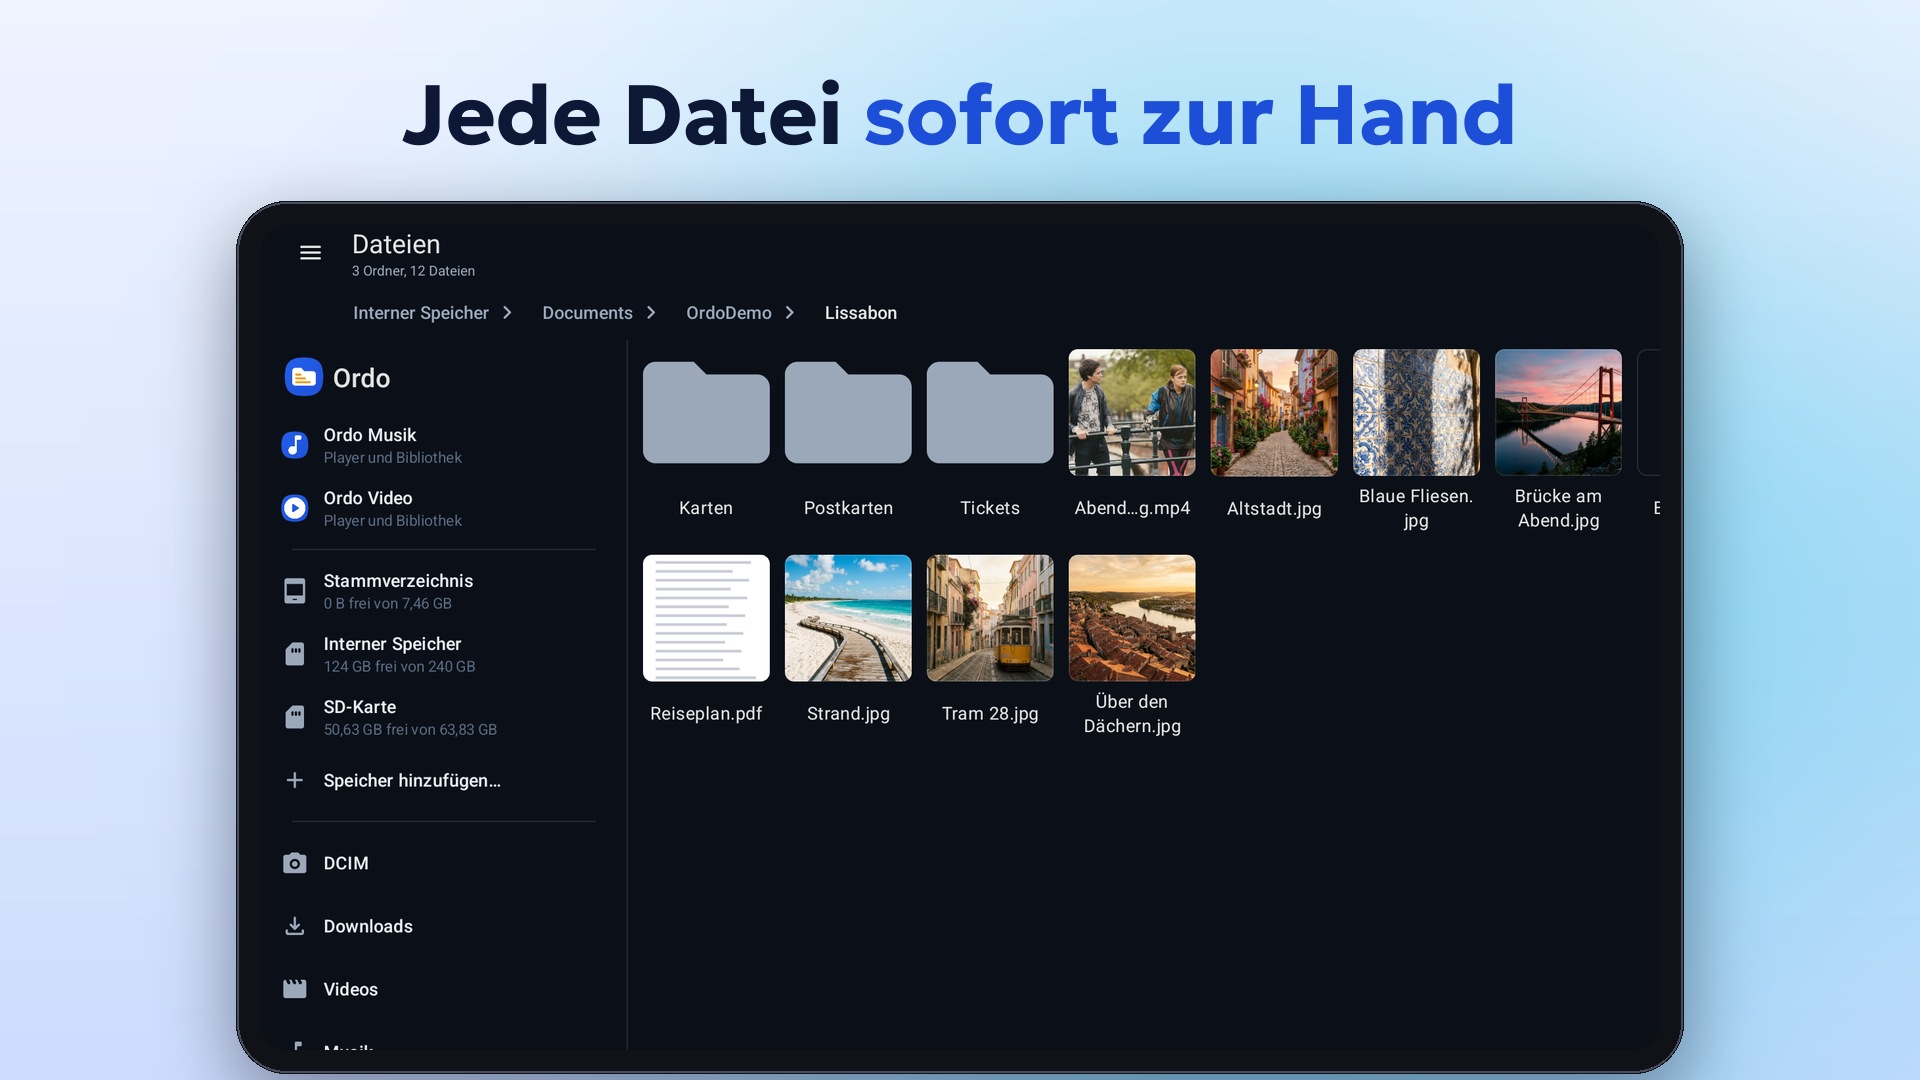 Jede Datei sofort zur Hand
Dateien
3 Ordner, 12 Dateien
Interner Speicher
Documents
OrdoDemo
Lissabon
Ordo
Ordo Musik
Player und Bibliothek
Ordo Video
Player und Bibliothek
Stammverzeichnis
0 B frei von 7,46 GB
Interner Speicher
124 GB frei von 240 GB
SD-Karte
50,63 GB frei von 63,83 GB
Speicher hinzufügen...
DCIM
Downloads
Videos
Karten
Postkarten
Tickets
Abend...g.mp4
Altstadt.jpg
Blaue Fliesen.
jpg
Brücke am
Abend.jpg
Reiseplan.pdf
Strand.jpg
Tram 28.jpg
Über den
Dächern.jpg